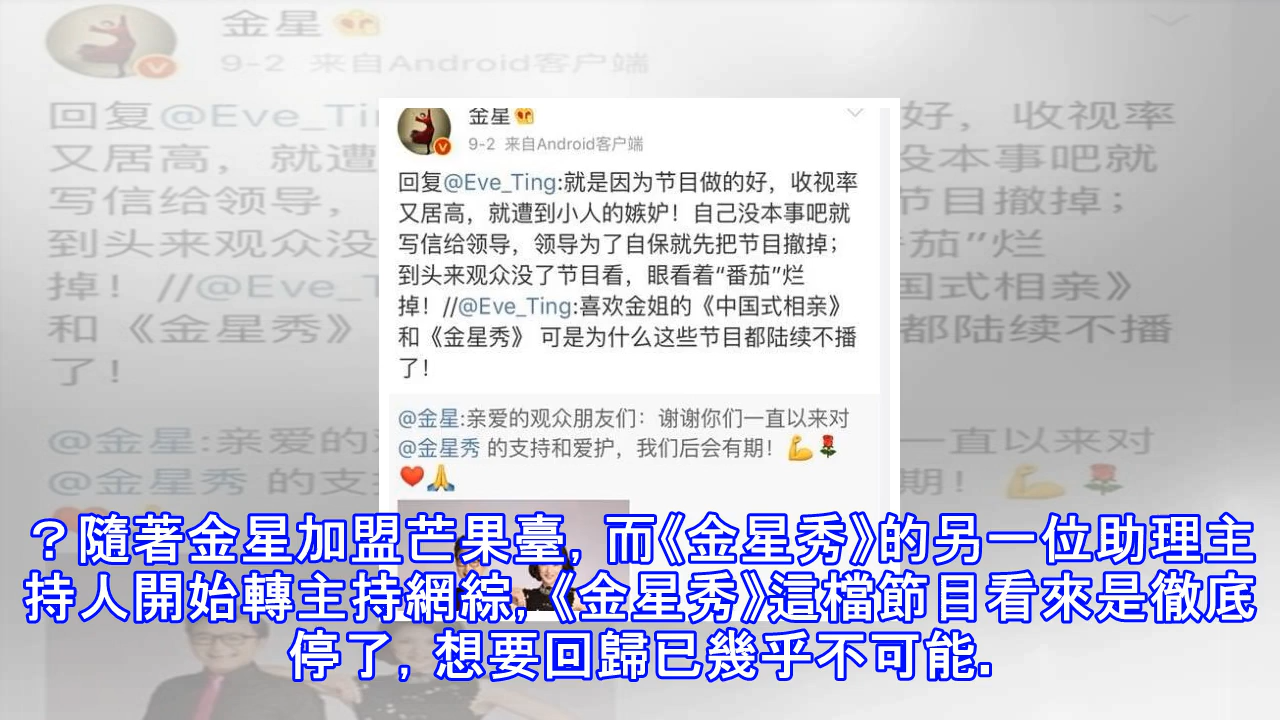 金星
9-2 来自Android客户端
回复@Eve_Ting:就是因为节目做的好，收视率
又居高，就遭到小人的嫉妒！自己没本事吧就
写信给领导，领导为了自保就先把节目撤掉；
到头来观众没了节目看，眼看着“番茄”烂
掉！//@Eve_Ting:喜欢金姐的《中国式相亲》
和《金星秀》 可是为什么这些节目都陆续不播
了！
@金星:亲爱的观众朋友们：谢谢你们一直以来对
@金星秀 的支持和爱护，我们后会有期！💪🌹
❤️🙏
？隨著金星加盟芒果臺，而《金星秀》的另一位助理主
持人開始轉主持網綜，《金星秀》這檔節目看來是徹底
停了，想要回歸已幾乎不可能．